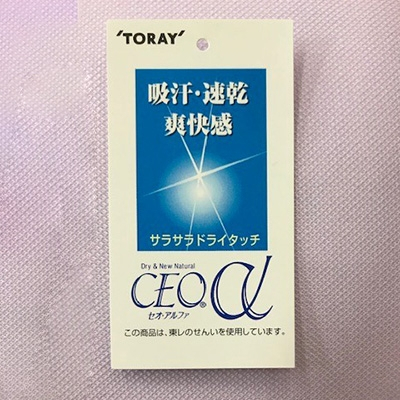 'TORAY'
吸汗・速乾
爽快感
サラサラドライタッチ
Dry & New Natural
CEO®α
セオ・アルファ
この商品は、東レのせんいを使用しています。